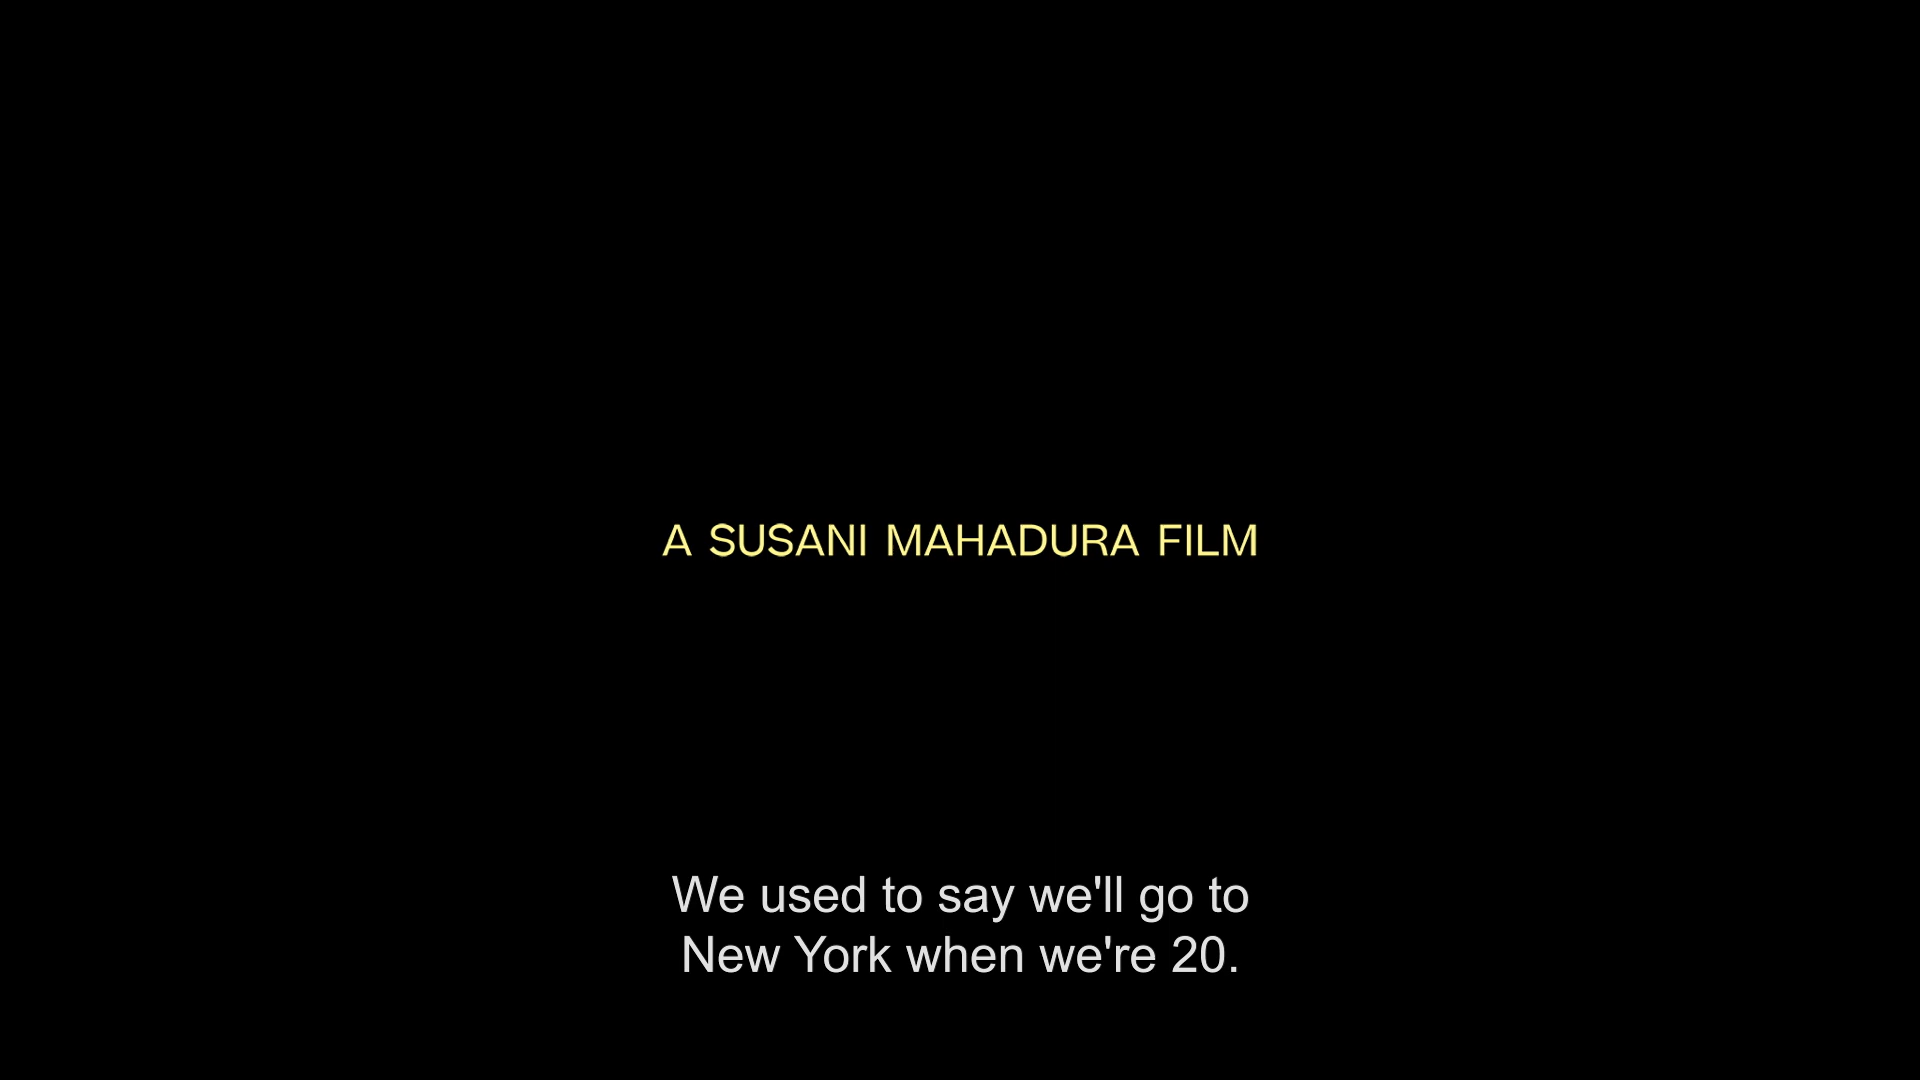 A SUSANI MAHADURA FILM
We used to say we'll go to
New York when we're 20.